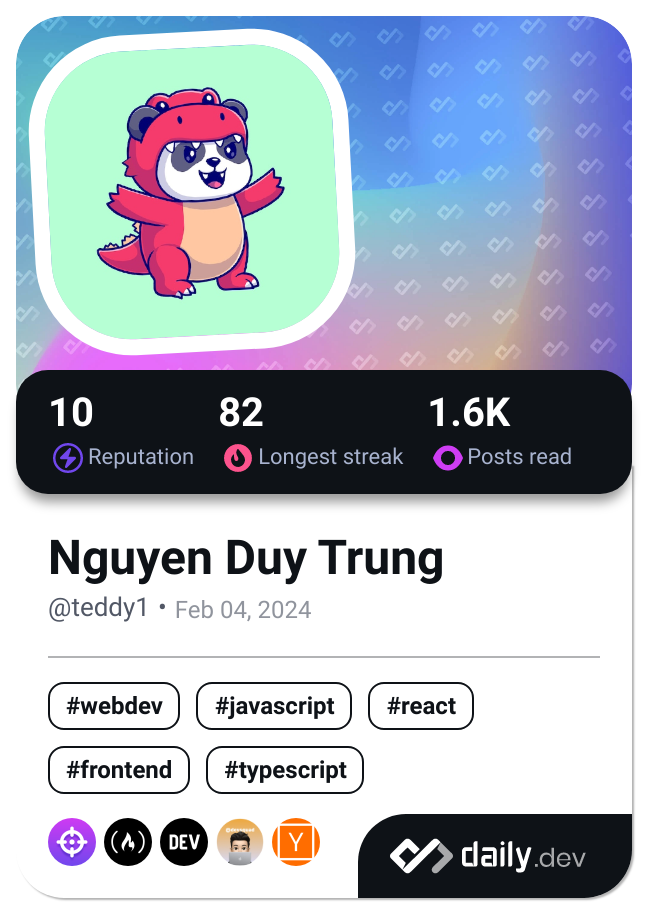 10 82 1.6K
Reputation Longest streak Posts read
Nguyen Duy Trung
@teddy1 • Feb 04, 2024
#webdev #javascript #react
#frontend #typescript
DEV Y
daily.dev